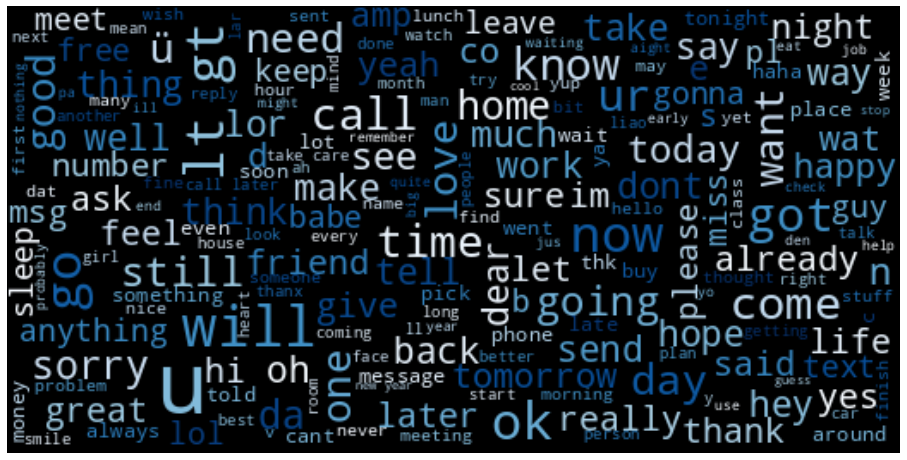 meet
mean
wish
lar
sent
amp
lunch
leave
take
tonight
night
next
ü
need
watch
co
aight
say
pl
eat
job
free
lt gt
keep
mind
done
yeah
waiting
know
may
e
haha
way
week
first
nothing
good
thing
reply
hour
month
try
yup
ur
gonna
pa
many
ill
might
call
man
cool
home
bit
s
yet
place
stop
another
well
lor
remember
love
much
wait
liao
early
want
wat
number
d
lot
see
work
yar
today
happy
take care
soon
ah
people
dat
ask
fine
call later
make
quite
big
sure
im
dont
miss
class
check
msg
end
think
babe
name
find
hello
please
got
guy
sleep
feel
even
look
every
time
went
jus
now
den
talk
probably
girl
house
friend
dear
let
thk
buy
already
help
go
still
someone
tell
thought
right
n
something
thanx
heart
give
pick
b
going
yo
come
stuff
nice
will
coming
long
late
hope
getting
c
anything
ll
year
phone
life
sorry
u
hi
oh
one
face
back
better
send
plan
said
text
money
problem
told
room
new year
message
tomorrow
day
guess
finish
great
best
da
start
morning
y
use
hey
yes
car
smile
always
lol
v
cant
never
later
meeting
ok
really
person
thank
around